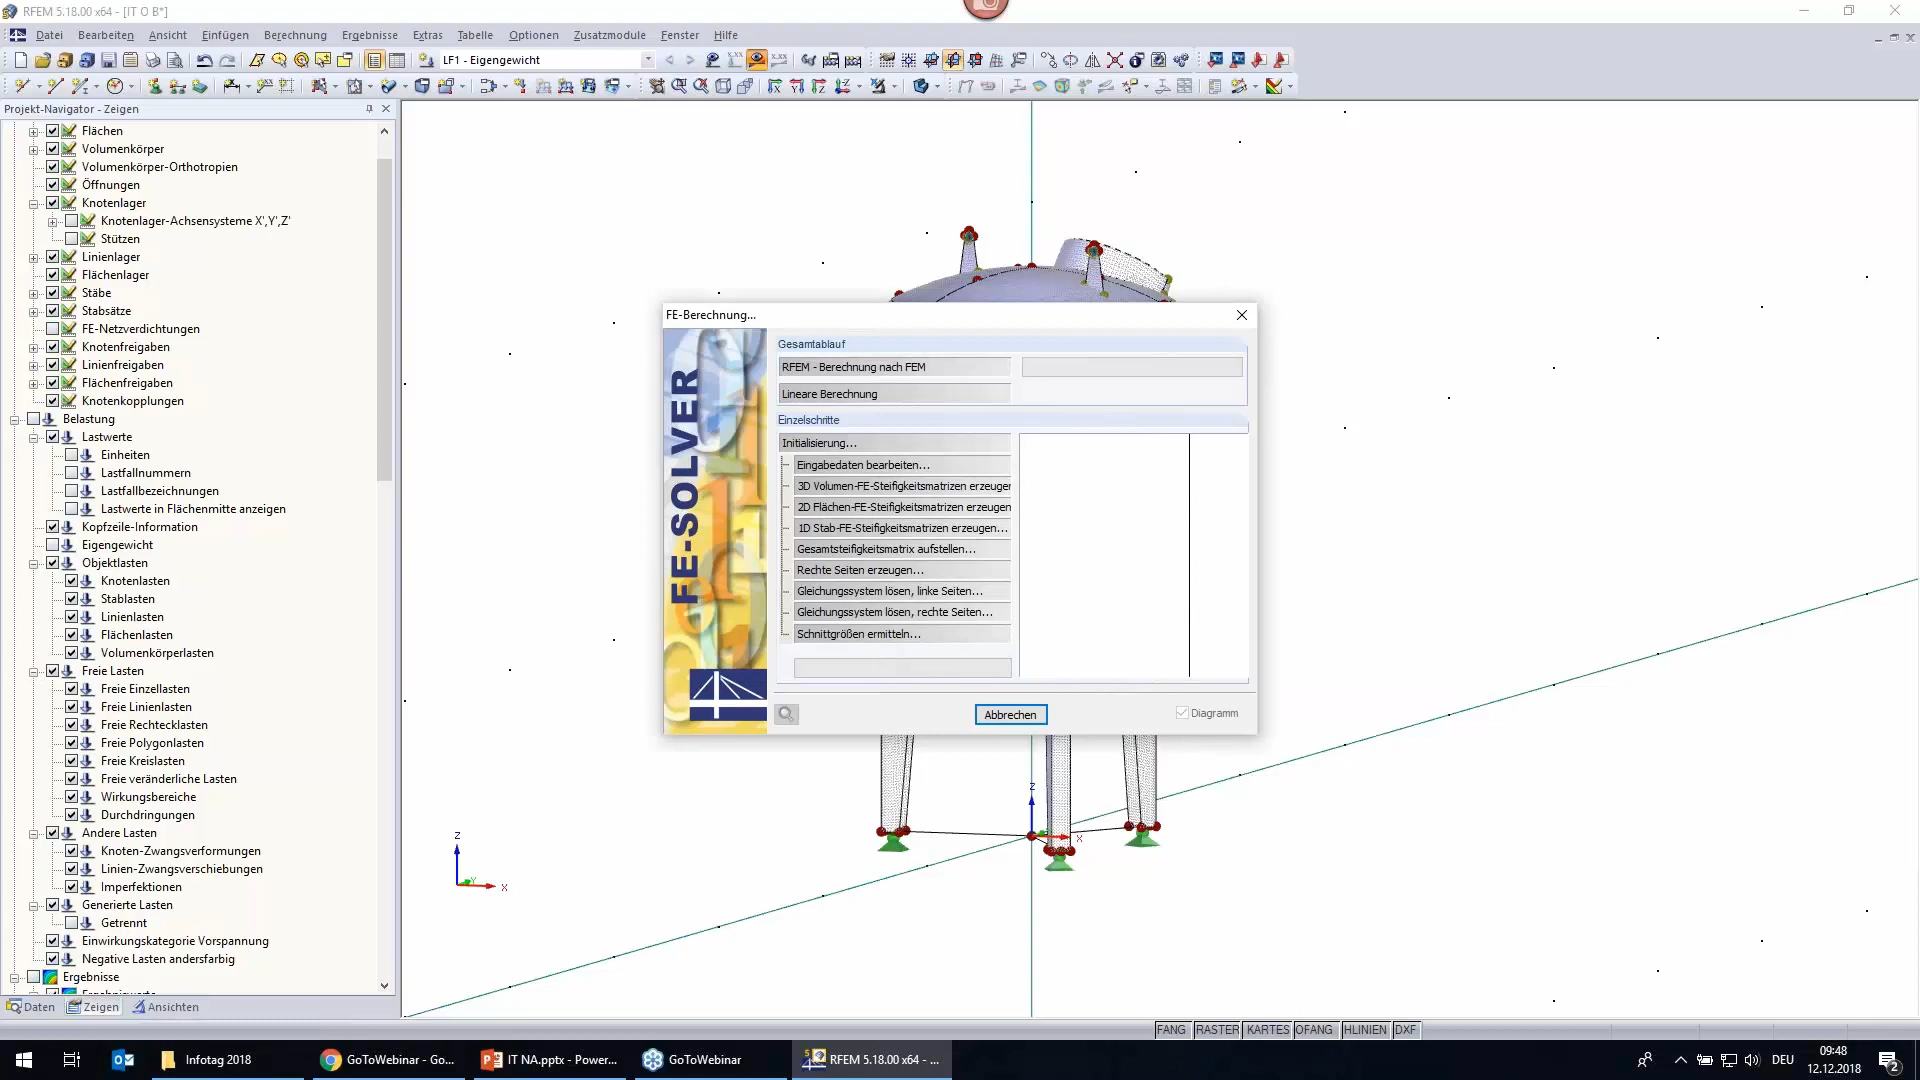 RFEM 5.18.00 x64 - [IT O B*]
Datei Bearbeiten Ansicht Einfügen Berechnung Ergebnisse Extras Tabelle Optionen Zusatzmodule Fenster Hilfe
LF1 - Eigengewicht
Projekt-Navigator - Zeigen
Flächen
Volumenkörper
Volumenkörper-Orthotropien
Öffnungen
Knotenlager
Knotenlager-Achsensysteme X',Y',Z'
Stützen
Linienlager
Flächenlager
Stäbe
Stabsätze
FE-Netzverdichtungen
Knotenfreigaben
Linienfreigaben
Flächenfreigaben
Knotenkopplungen
Belastung
Lastwerte
Einheiten
Lastfallnummern
Lastfallbezeichnungen
Lastwerte in Flächenmitte anzeigen
Kopfzeile-Information
Eigengewicht
Objektlasten
Knotenlasten
Stablasten
Linienlasten
Flächenlasten
Volumenkörperlasten
Freie Lasten
Freie Einzellasten
Freie Linienlasten
Freie Rechtecklasten
Freie Polygonlasten
Freie Kreislasten
Freie veränderliche Lasten
Wirkungsbereiche
Durchdringungen
Andere Lasten
Knoten-Zwangsverformungen
Linien-Zwangsverschiebungen
Imperfektionen
Generierte Lasten
Getrennt
Einwirkungskategorie Vorspannung
Negative Lasten andersfarbig
Ergebnisse
Daten Zeigen Ansichten
FE-Berechnung...
FE-SOLVER
Gesamtablauf
RFEM - Berechnung nach FEM
Lineare Berechnung
Einzelschritte
Initialisierung...
Eingabedaten bearbeiten...
3D Volumen-FE-Steifigkeitsmatrizen erzeugen
2D Flächen-FE-Steifigkeitsmatrizen erzeugen
1D Stab-FE-Steifigkeitsmatrizen erzeugen...
Gesamtsteifigkeitsmatrix aufstellen...
Rechte Seiten erzeugen...
Gleichungssystem lösen, linke Seiten...
Gleichungssystem lösen, rechte Seiten...
Schnittgrößen ermitteln...
Abbrechen
Diagramm
Z
X
Z
Y
X
FANG RASTER KARTES OFANG HLINIEN DXF
Infotag 2018
GoToWebinar - Go...
IT NA.pptx - Power...
GoToWebinar
RFEM 5.18.00 x64 - ...
DEU
09:48
12.12.2018
2